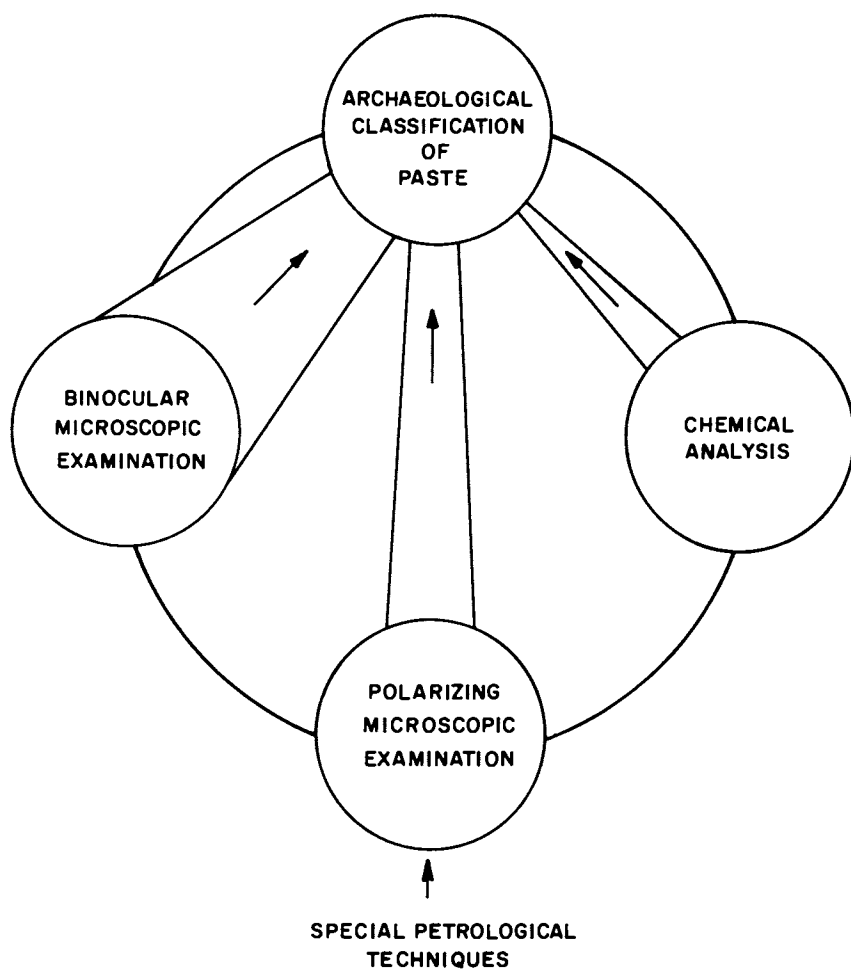 ARCHAEOLOGICAL
CLASSIFICATION
OF
PASTE
BINOCULAR
MICROSCOPIC
EXAMINATION
CHEMICAL
ANALYSIS
POLARIZING
MICROSCOPIC
EXAMINATION
SPECIAL PETROLOGICAL
TECHNIQUES